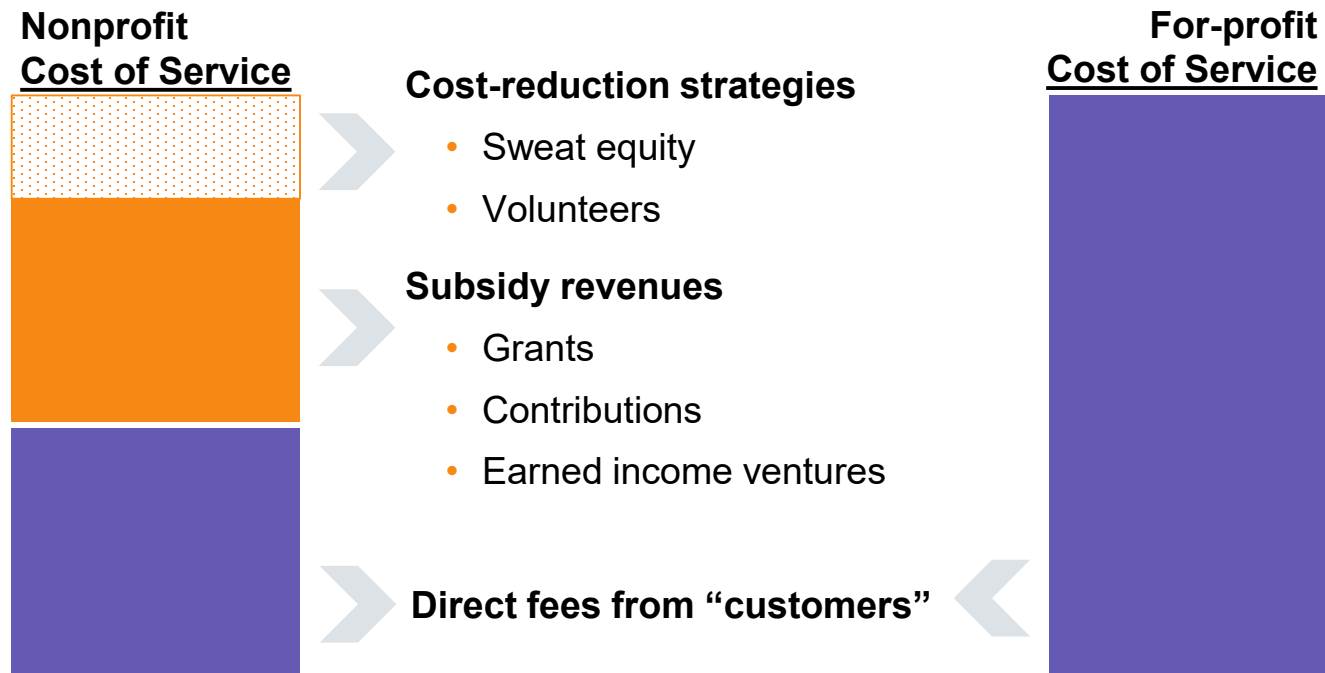 Nonprofit
Cost of Service
Cost-reduction strategies
• Sweat equity
• Volunteers
Subsidy revenues
• Grants
• Contributions
• Earned income ventures
Direct fees from “customers”
For-profit
Cost of Service